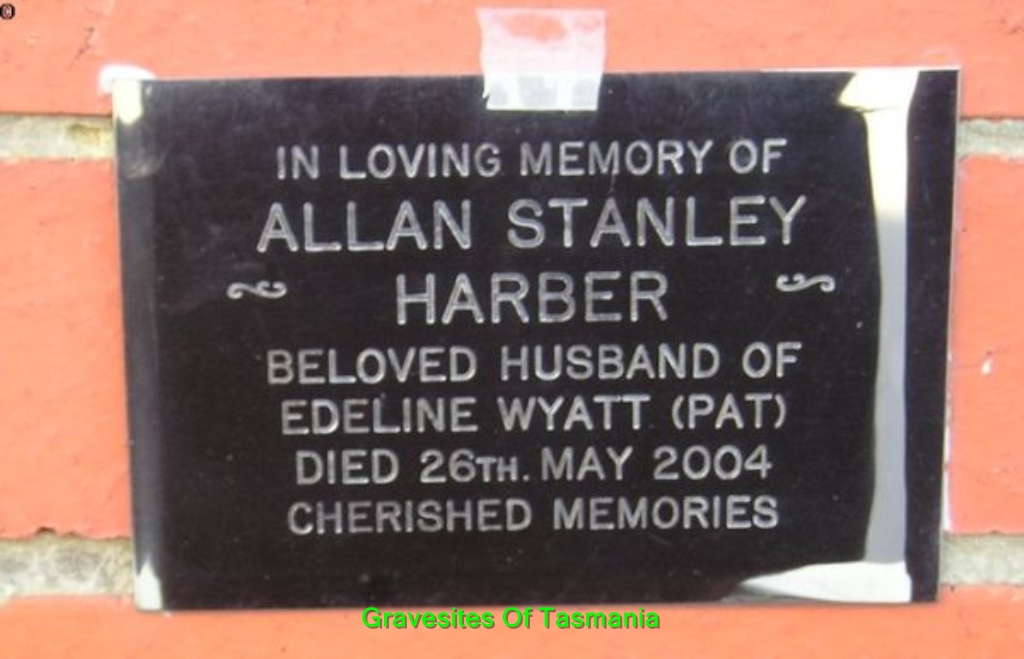 IN LOVING MEMORY OF
ALLAN STANLEY
HARBER
BELOVED HUSBAND OF
EDELINE WYATT (PAT)
DIED 26TH. MAY 2004
CHERISHED MEMORIES
Gravesites Of Tasmania